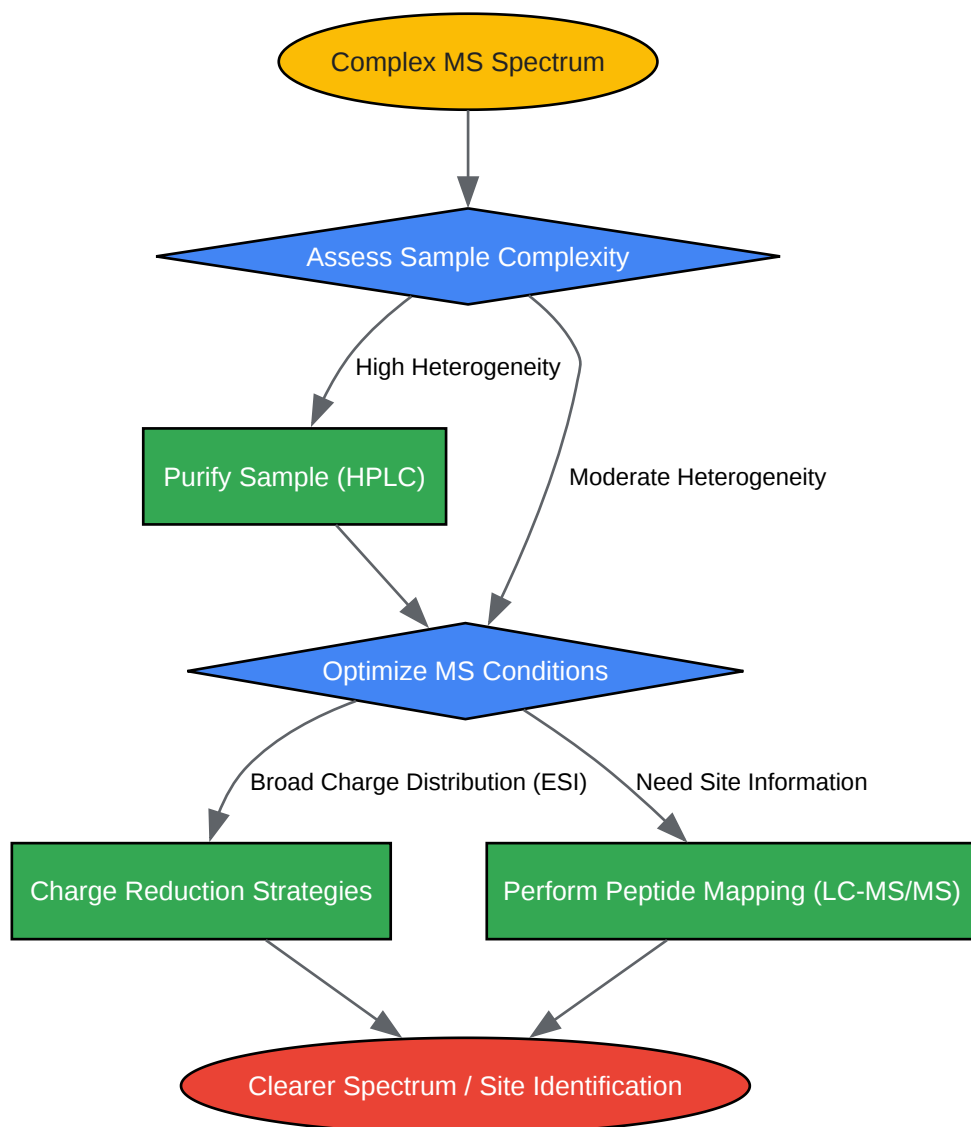 Complex MS Spectrum
Assess Sample Complexity
High Heterogeneity
Purify Sample (HPLC)
Moderate Heterogeneity
Optimize MS Conditions
Broad Charge Distribution (ESI)
Need Site Information
Charge Reduction Strategies
Perform Peptide Mapping (LC-MS/MS)
Clearer Spectrum / Site Identification